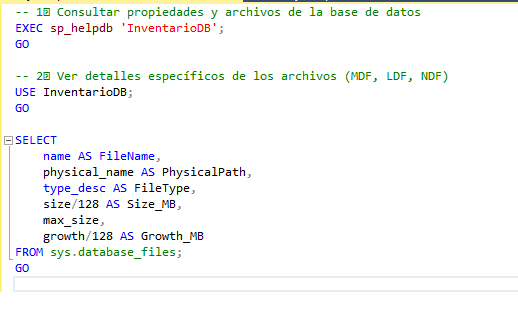 -- 1⍰ Consultar propiedades y archivos de la base de datos
EXEC sp_helpdb 'InventarioDB';
GO
-- 2⍰ Ver detalles específicos de los archivos (MDF, LDF, NDF)
USE InventarioDB;
GO
SELECT
name AS FileName,
physical_name AS PhysicalPath,
type_desc AS FileType,
size/128 AS Size_MB,
max_size,
growth/128 AS Growth_MB
FROM sys.database_files;
GO